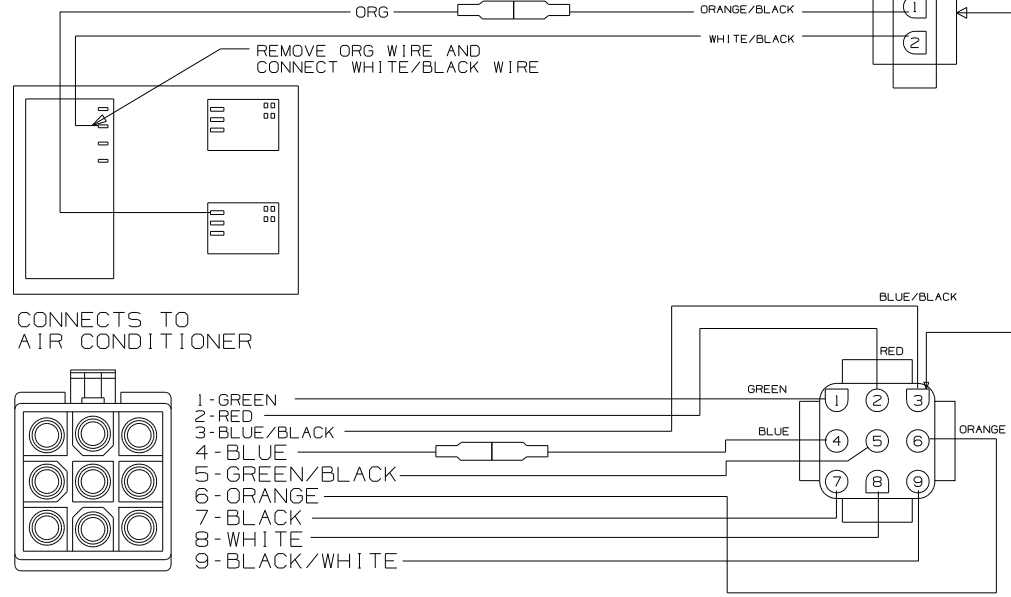 ORG
ORANGE/BLACK
1
WHITE/BLACK
2
REMOVE ORG WIRE AND
CONNECT WHITE/BLACK WIRE
CONNECTS TO
AIR CONDITIONER
BLUE/BLACK
RED
1-GREEN
2-RED
3-BLUE/BLACK
4-BLUE
5-GREEN/BLACK
6-ORANGE
7-BLACK
8-WHITE
9-BLACK/WHITE
GREEN
1 2 3
BLUE
4 5 6
ORANGE
7 8 9